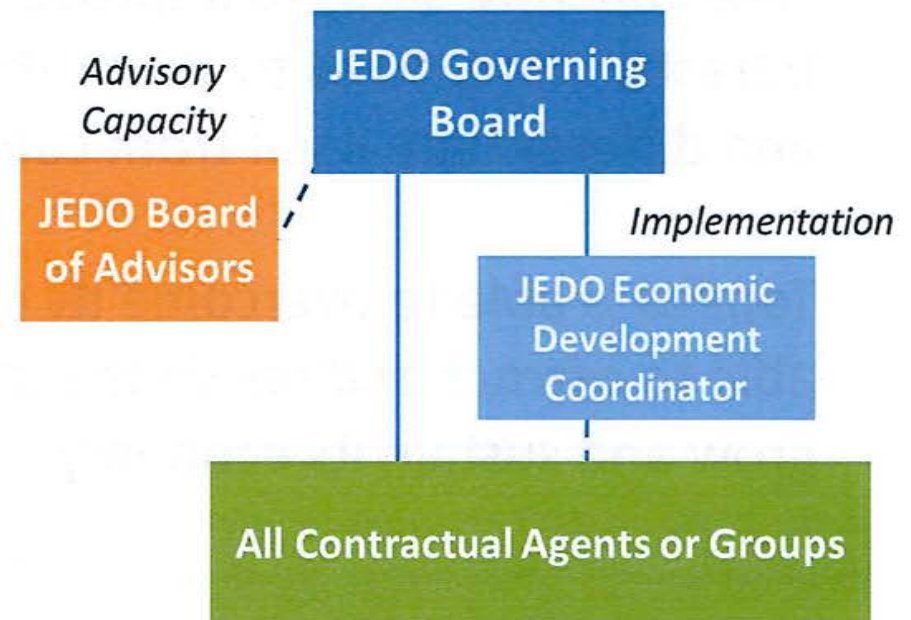 Advisory
Capacity
JEDO Governing
Board
JEDO Board
of Advisors
Implementation
JEDO Economic
Development
Coordinator
All Contractual Agents or Groups